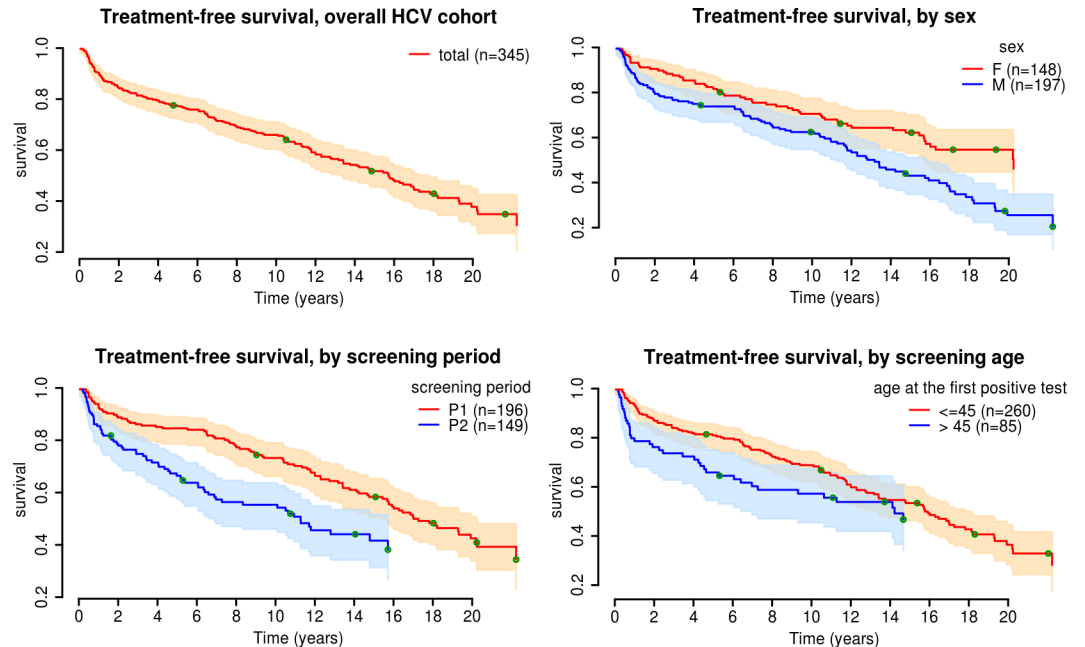 Treatment-free survival, overall HCV cohort
total (n=345)
survival
1.0
0.8
0.6
0.4
0.2
0 2 4 6 8 10 12 14 16 18 20
Time (years)
Treatment-free survival, by sex
sex
F (n=148)
M (n=197)
survival
1.0
0.8
0.6
0.4
0.2
0 2 4 6 8 10 12 14 16 18 20
Time (years)
Treatment-free survival, by screening period
screening period
P1 (n=196)
P2 (n=149)
survival
1.0
0.8
0.6
0.4
0.2
0 2 4 6 8 10 12 14 16 18 20
Time (years)
Treatment-free survival, by screening age
age at the first positive test
<=45 (n=260)
> 45 (n=85)
survival
1.0
0.8
0.6
0.4
0.2
0 2 4 6 8 10 12 14 16 18 20
Time (years)